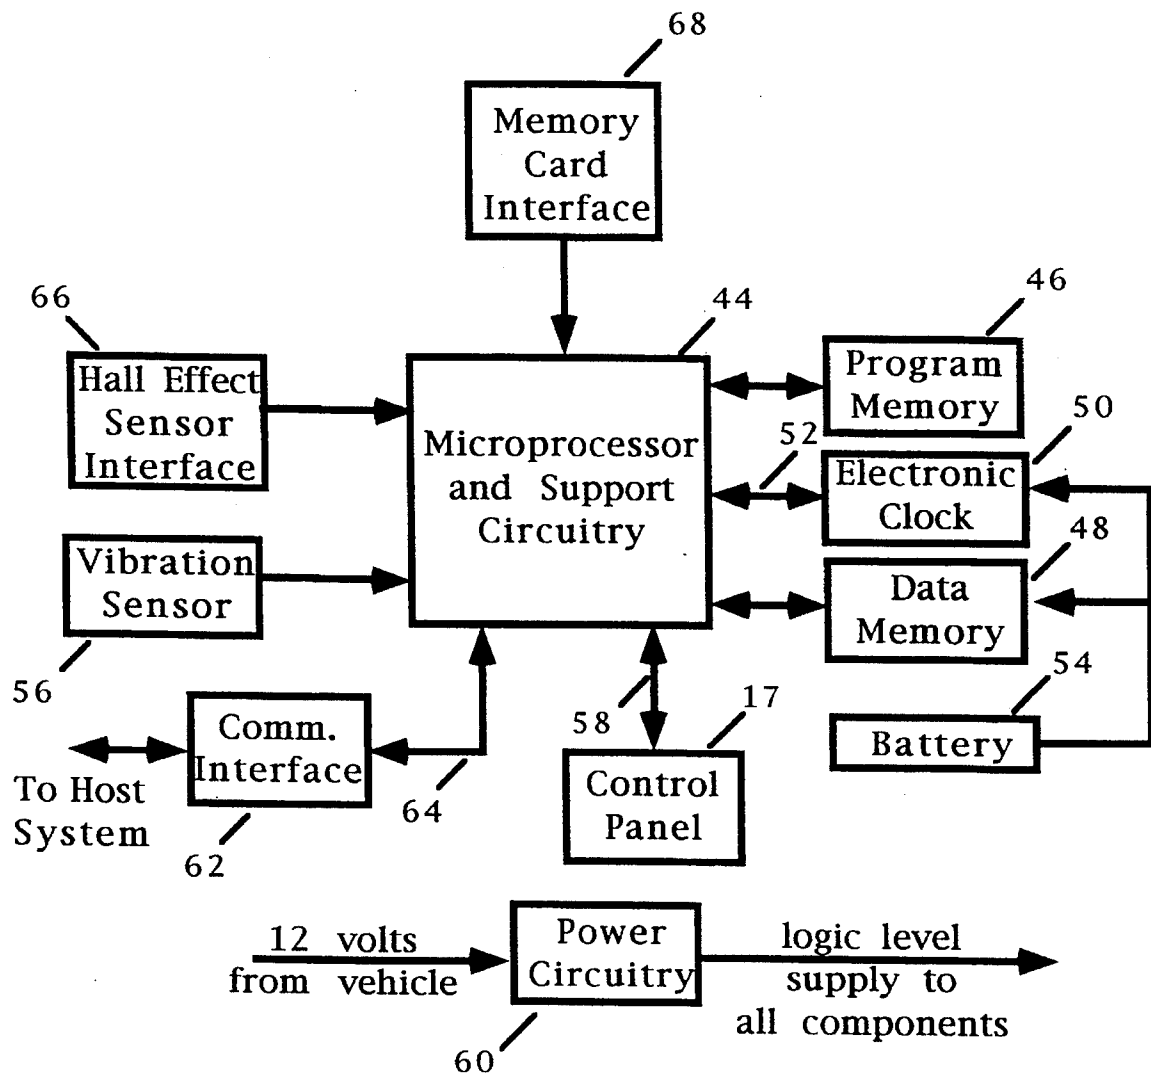 68
Memory
Card
Interface
66
44
46
Hall Effect
Sensor
Interface
Program
Memory
50
Microprocessor
and Support
Circuitry
52
Electronic
Clock
48
Vibration
Sensor
Data
Memory
56
58
17
54
Comm.
Interface
Battery
To Host
System
64
Control
Panel
62
12 volts
from vehicle
Power
Circuitry
logic level
supply to
all components
60